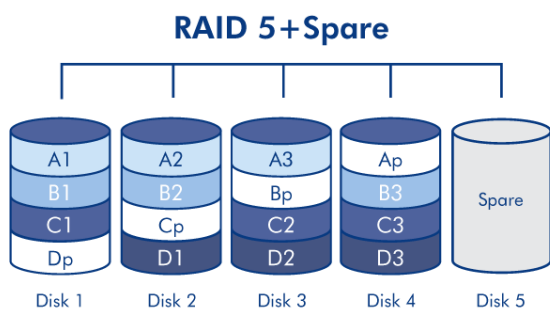 RAID 5+Spare
A1 A2 A3 Ap
B1 B2 Bp B3 Spare
C1 Cp C2 C3
Dp D1 D2 D3
Disk 1 Disk 2 Disk 3 Disk 4 Disk 5